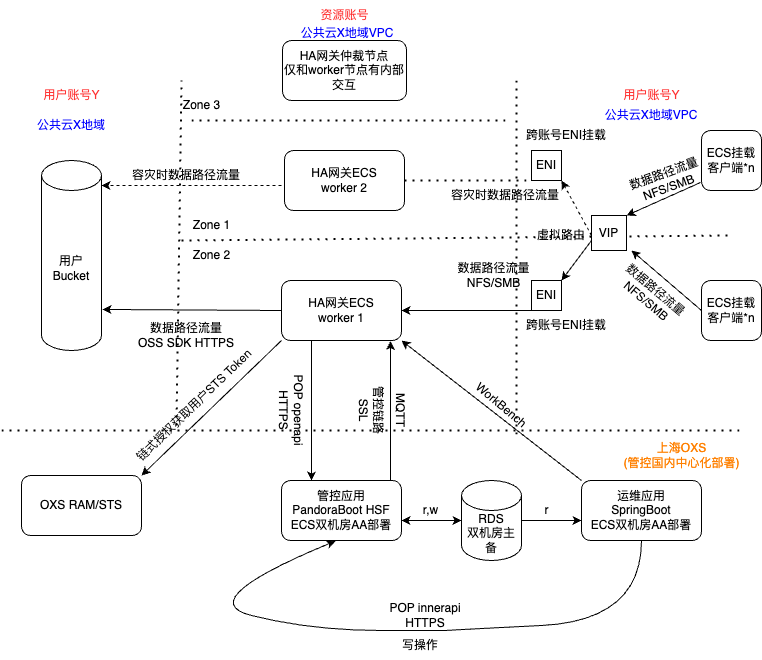 资源账号
公共云X地域VPC
HA网关仲载节点
仅和worker节点有内部
交互
用户账号Y
公共云X地域
Zone 3
用户账号Y
公共云X地域VPC
跨账号ENI挂载
ENI
ECS挂载
客户端*n
数据路径流量
NFS/SMB
HA网关ECS
worker 2
容灾时数据路径流量
容灾时数据路径流量
Zone 1
虚拟路由
VIP
用户
Bucket
Zone 2
数据路径流量
NFS/SMB
数据路径流量
NFS/SMB
ENI
跨账号ENI挂载
ECS挂载
客户端*n
HA网关ECS
worker 1
数据路径流量
OSS SDK HTTPS
链式授权获取用户STS Token
POP openapi
HTTPS
MQTT
管控链路
SSL
WorkBench
上海OXS
(管控国内中心化部署)
OXS RAM/STS
管控应用
PandoraBoot HSF
ECS双机房AA部署
r,w
RDS
双机房主
备
r
运维应用
SpringBoot
ECS双机房AA部署
POP innerapi
HTTPS
写操作